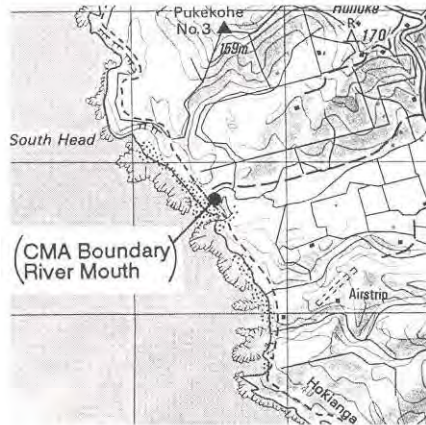 Pukekohe
No.3
159m
R
170
South Head
(CMA Boundary
River Mouth)
Airstrip
Hokianga